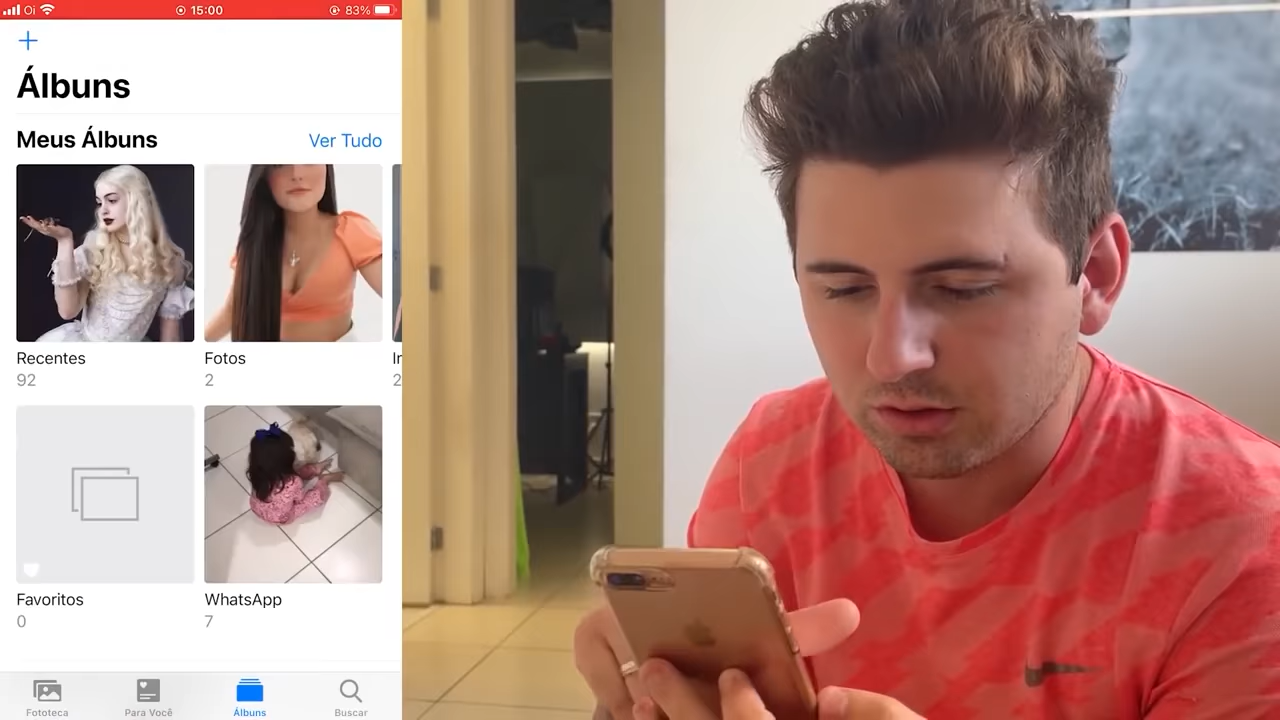 Oi 15:00 83%
Álbuns
Meus Álbuns Ver Tudo
Recentes Fotos
92 2
Favoritos WhatsApp
0 7
Fototeca Para Você Álbuns Buscar